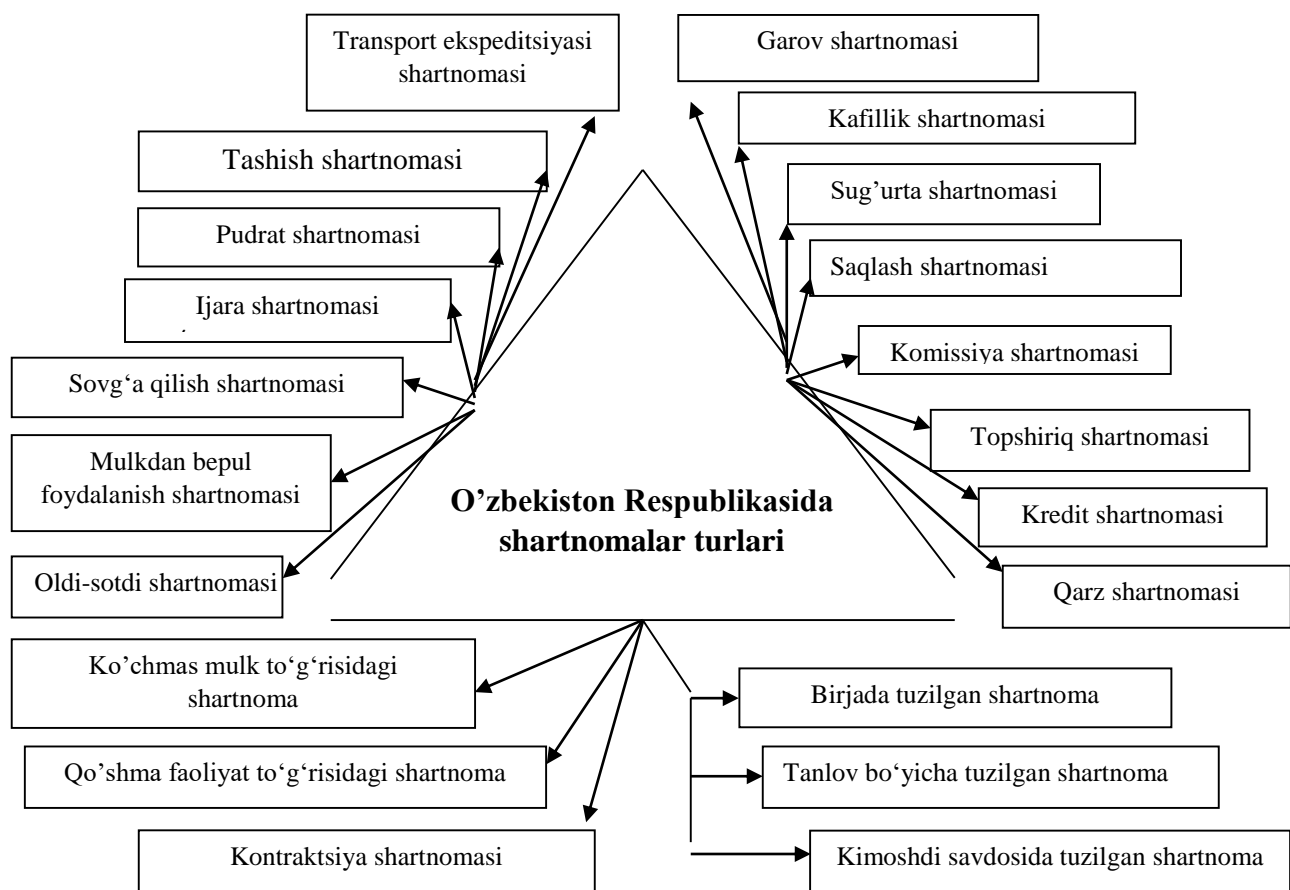 Transport ekspeditsiyasi
shartnomasi
Garov shartnomasi
Kafillik shartnomasi
Tashish shartnomasi
Sug’urta shartnomasi
Pudrat shartnomasi
Saqlash shartnomasi
Ijara shartnomasi
Komissiya shartnomasi
Sovg‘a qilish shartnomasi
Topshiriq shartnomasi
Mulkdan bepul
foydalanish shartnomasi
O’zbekiston Respublikasida
shartnomalar turlari
Kredit shartnomasi
Oldi-sotdi shartnomasi
Qarz shartnomasi
Ko’chmas mulk to‘g‘risidagi
shartnoma
Birjada tuzilgan shartnoma
Qo’shma faoliyat to‘g‘risidagi shartnoma
Tanlov bo‘yicha tuzilgan shartnoma
Kontraktsiya shartnomasi
Kimoshdi savdosida tuzilgan shartnoma